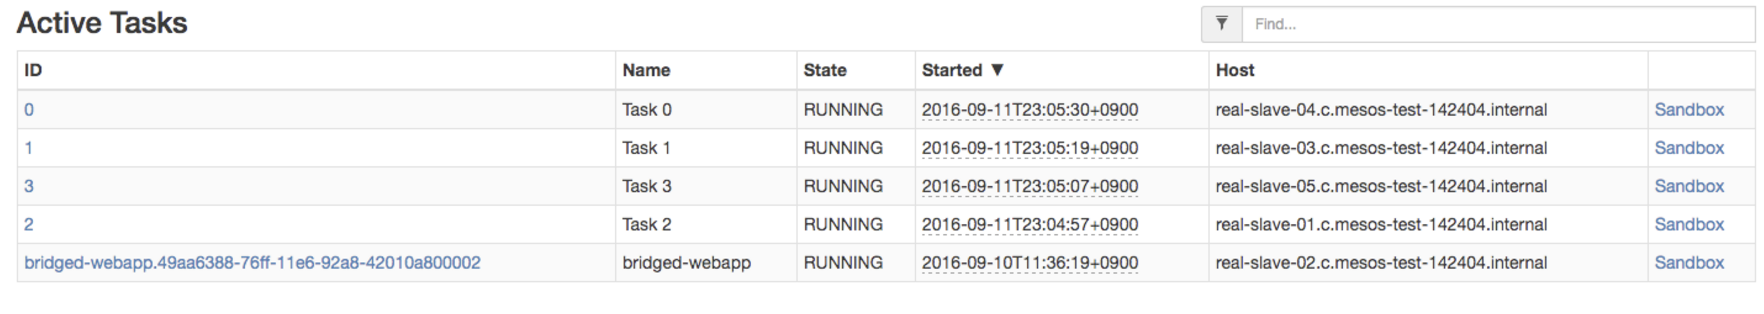 Active Tasks
Find...
ID Name State Started ▼ Host
0 Task 0 RUNNING 2016-09-11T23:05:30+0900 real-slave-04.c.mesos-test-142404.internal Sandbox
1 Task 1 RUNNING 2016-09-11T23:05:19+0900 real-slave-03.c.mesos-test-142404.internal Sandbox
3 Task 3 RUNNING 2016-09-11T23:05:07+0900 real-slave-05.c.mesos-test-142404.internal Sandbox
2 Task 2 RUNNING 2016-09-11T23:04:57+0900 real-slave-01.c.mesos-test-142404.internal Sandbox
bridged-webapp.49aa6388-76ff-11e6-92a8-42010a800002 bridged-webapp RUNNING 2016-09-10T11:36:19+0900 real-slave-02.c.mesos-test-142404.internal Sandbox